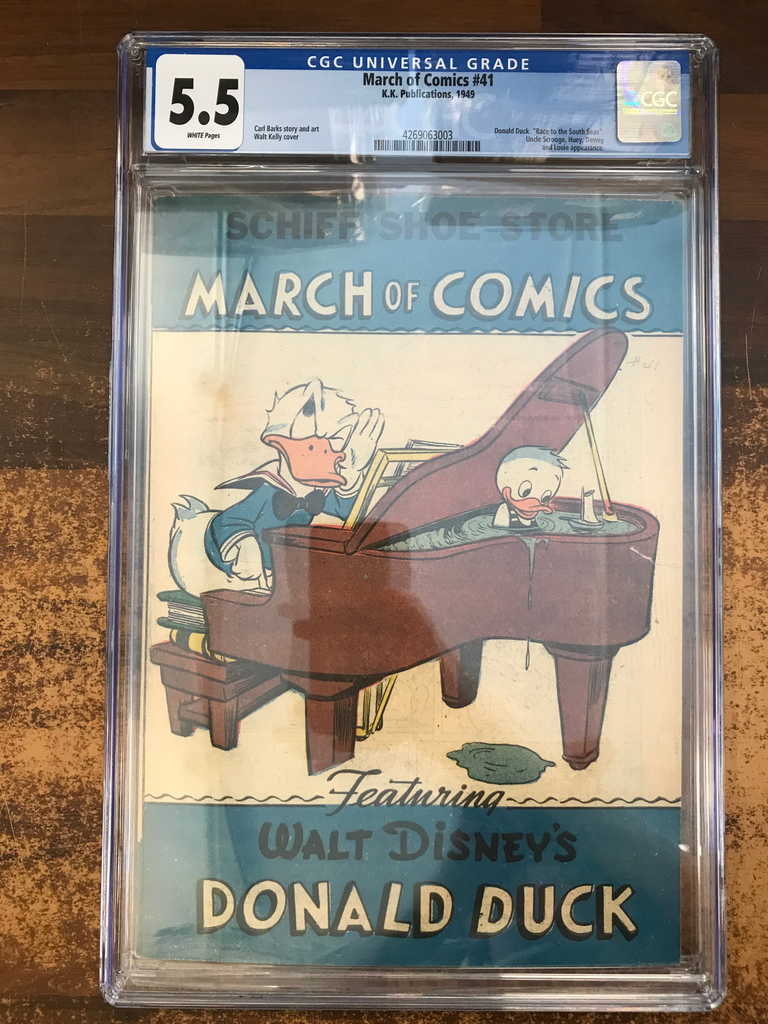 CGC UNIVERSAL GRADE
5.5
WHITE Pages
March of Comics #41
K.K. Publications, 1949
Carl Barks story and art
Walt Kelly cover
4269063003
Donald Duck. "Race to the South Seas"
Uncle Scrooge, Huey, Dewey
and Louie appearance.
CGC
SCHIFF SHOE STORE
MARCH OF COMICS
#41
Featuring
WALT DISNEY'S
DONALD DUCK